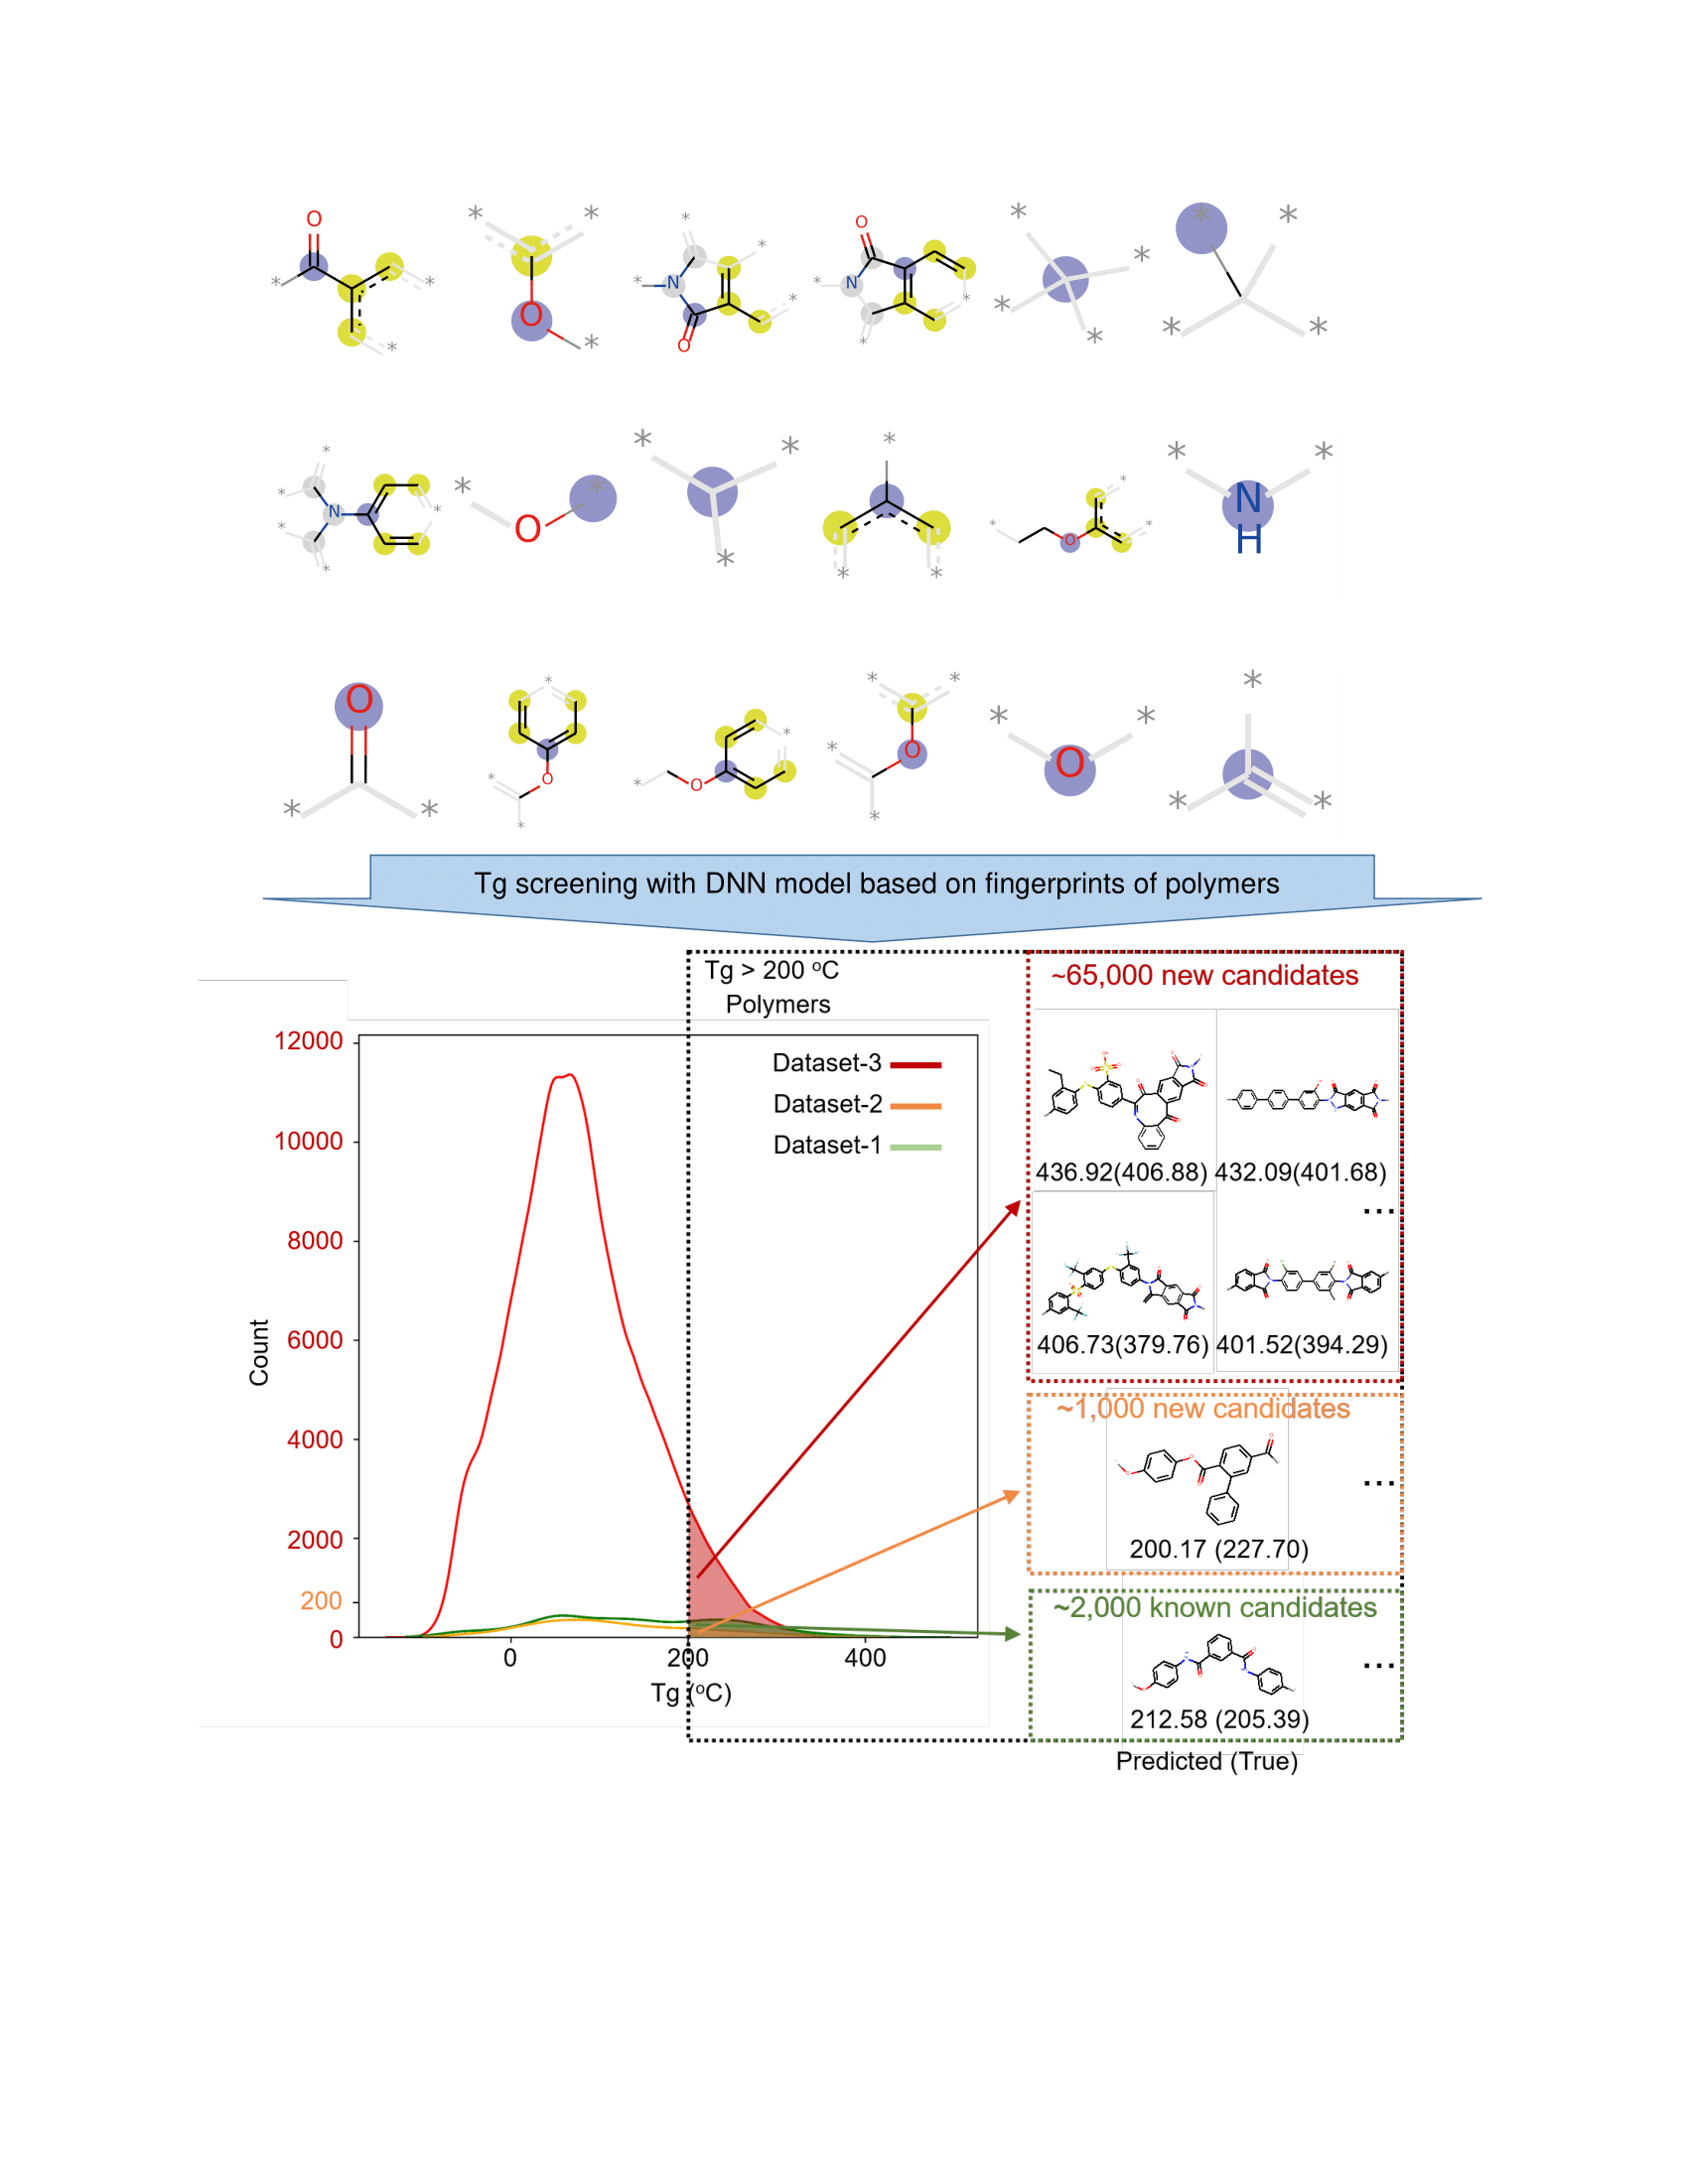 O
* *
* *
*
*
O
* *
*
* *
O
N
*
O
* *
O
N
*
*
* *
* *
*
* *
* *
*
*
*
N
*
*
*
* *
O
* *
*
*
* *
*
O
*
* *
N
H
O
* *
*
O
*
*
*
O
*
* *
O
*
*
* *
O
*
* *
Tg screening with DNN model based on fingerprints of polymers
Tg > 200 °C
Polymers
~65,000 new candidates
12000
10000
8000
6000
4000
2000
200
0
Count
Dataset-3
Dataset-2
Dataset-1
0 200 400
Tg (°C)
436.92(406.88) 432.09(401.68)
...
406.73(379.76) 401.52(394.29)
~1,000 new candidates
...
200.17 (227.70)
~2,000 known candidates
...
212.58 (205.39)
Predicted (True)